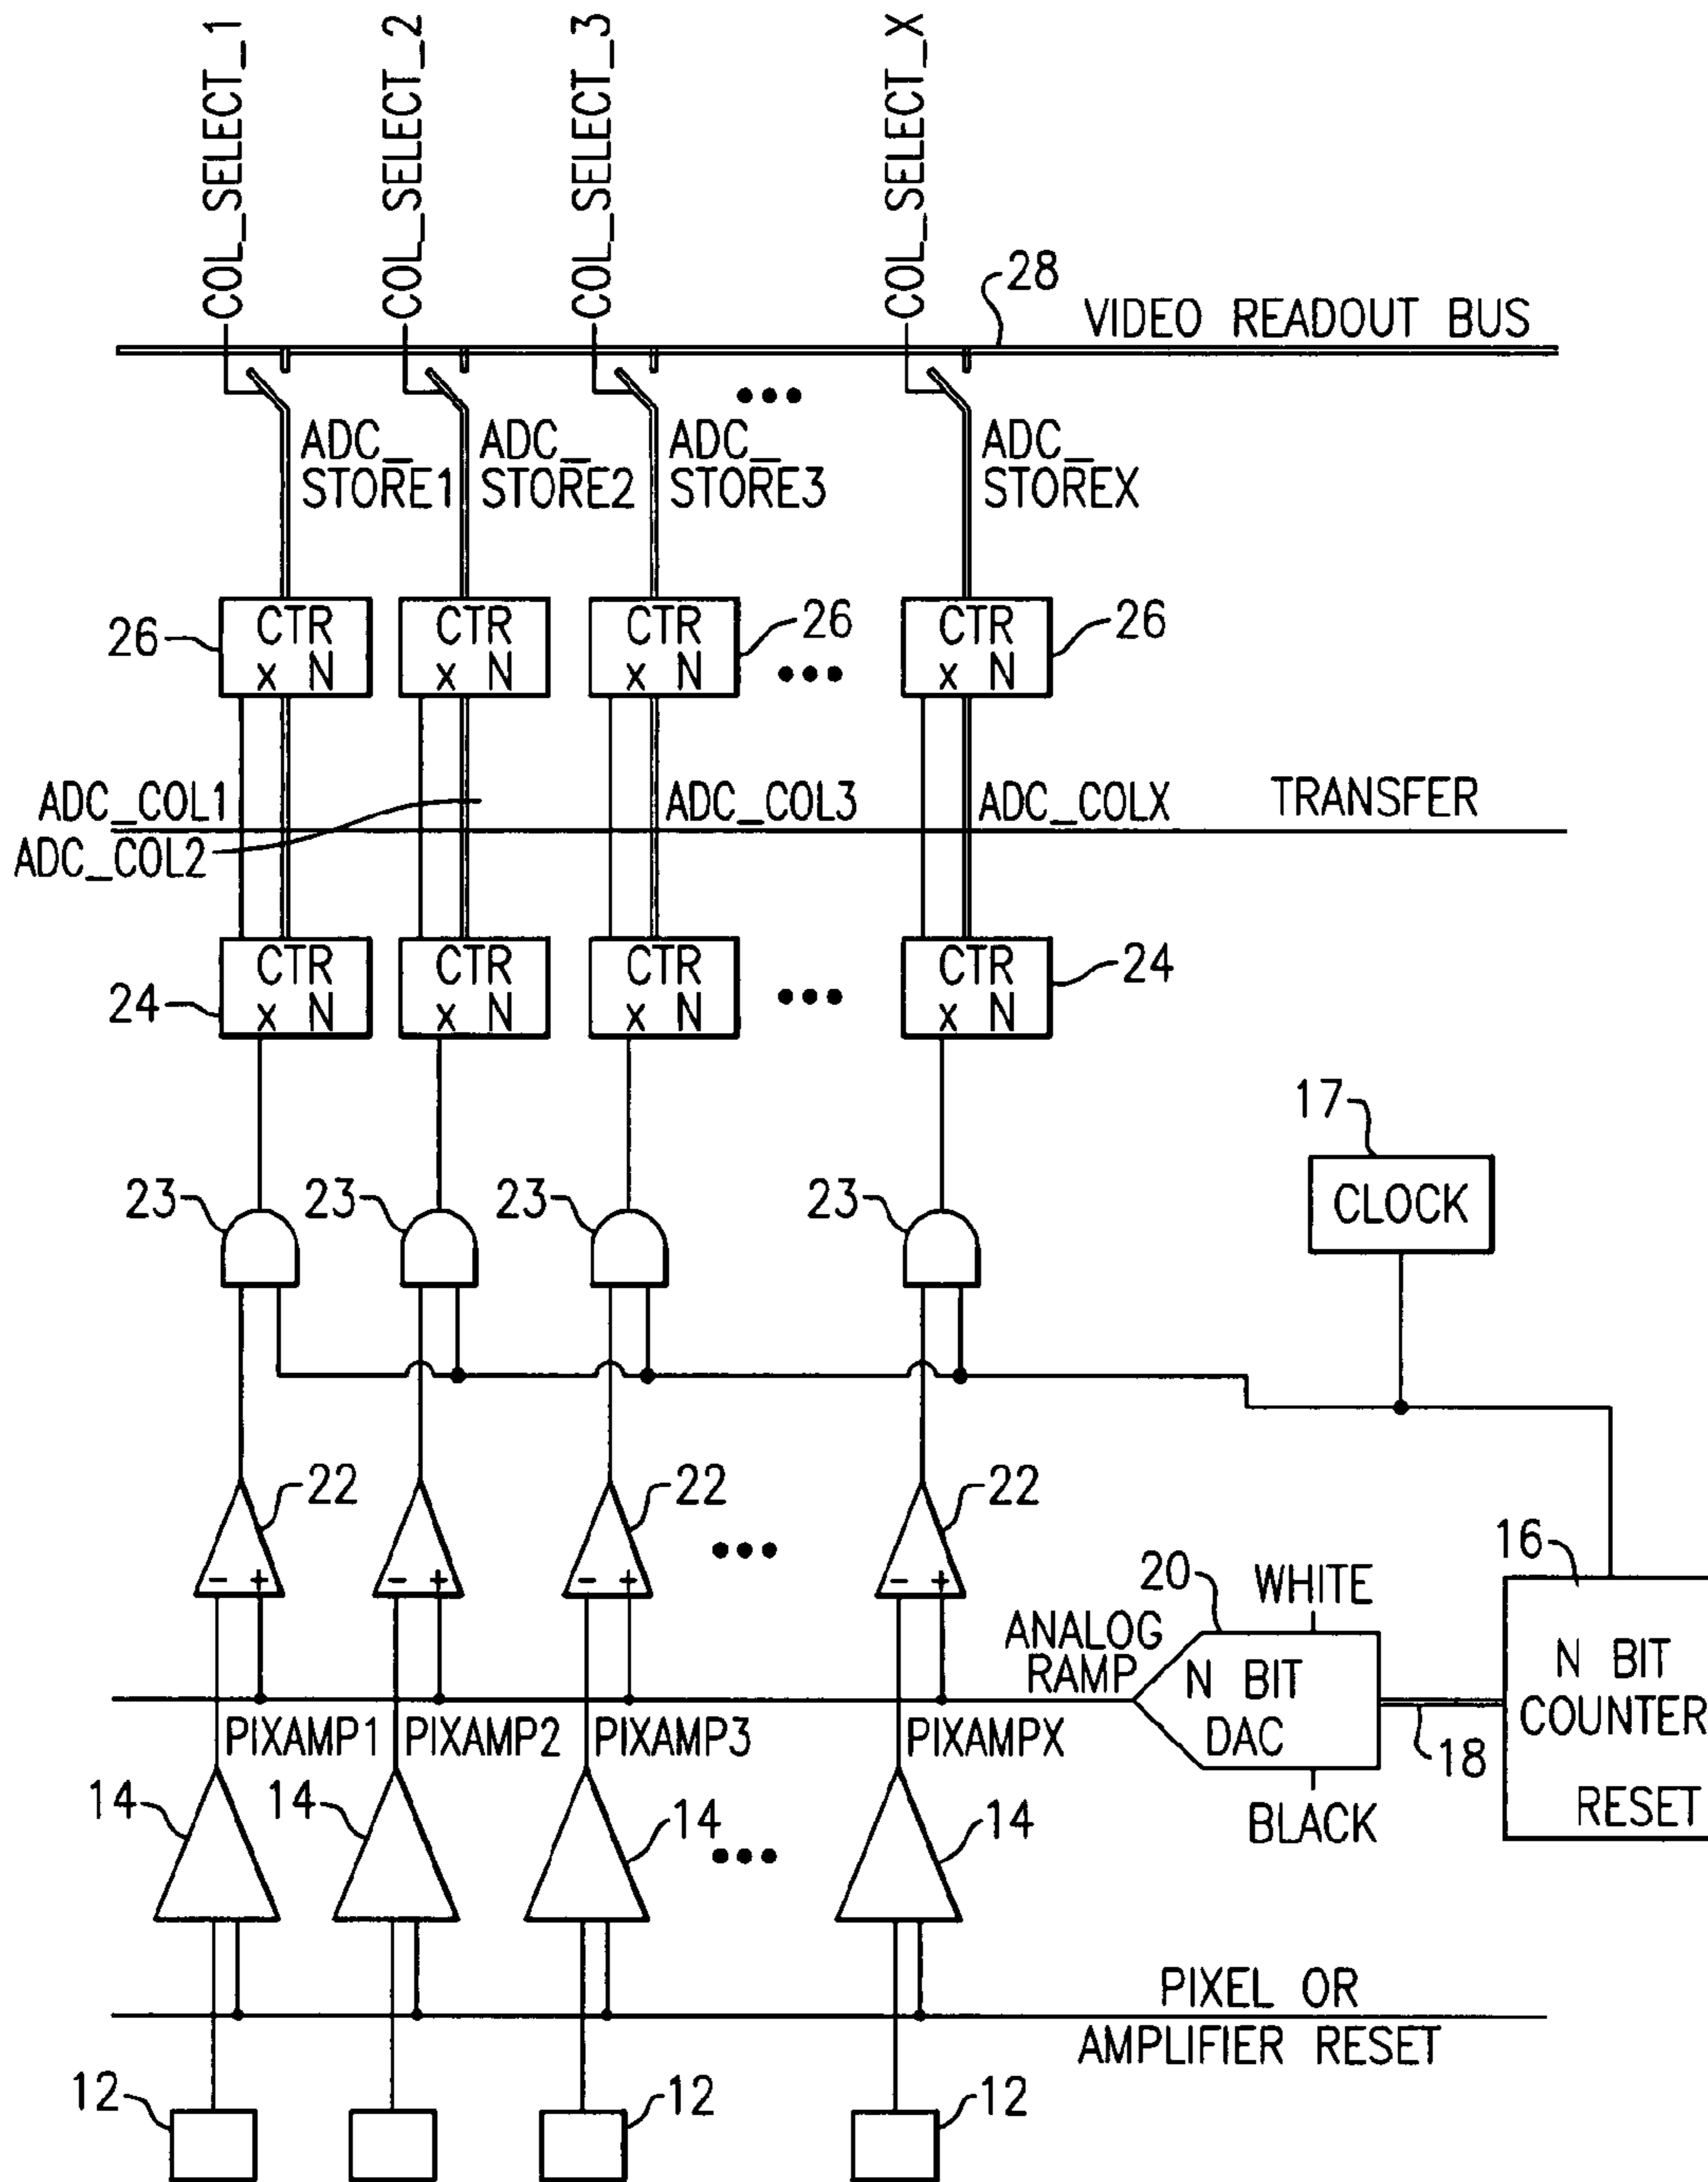 COL_SELECT_1
COL_SELECT_2
COL_SELECT_3
COL_SELECT_X
28
VIDEO READOUT BUS
ADC_
STORE1
ADC_
STORE2
ADC_
STORE3
ADC_
STOREX
26
CTR
x N
CTR
x N
CTR
x N
26
CTR
x N
26
ADC_COL1
ADC_COL2
ADC_COL3
ADC_COLX
TRANSFER
24
CTR
x N
CTR
x N
CTR
x N
CTR
x N
24
17
CLOCK
23
23
23
23
22
22
22
- +
- +
- +
- +
16
20
WHITE
ANALOG
RAMP
N BIT
DAC
N BIT
COUNTER
RESET
18
BLACK
PIXAMP1
PIXAMP2
PIXAMP3
PIXAMPX
14
14
14
14
PIXEL OR
AMPLIFIER RESET
12
12
12